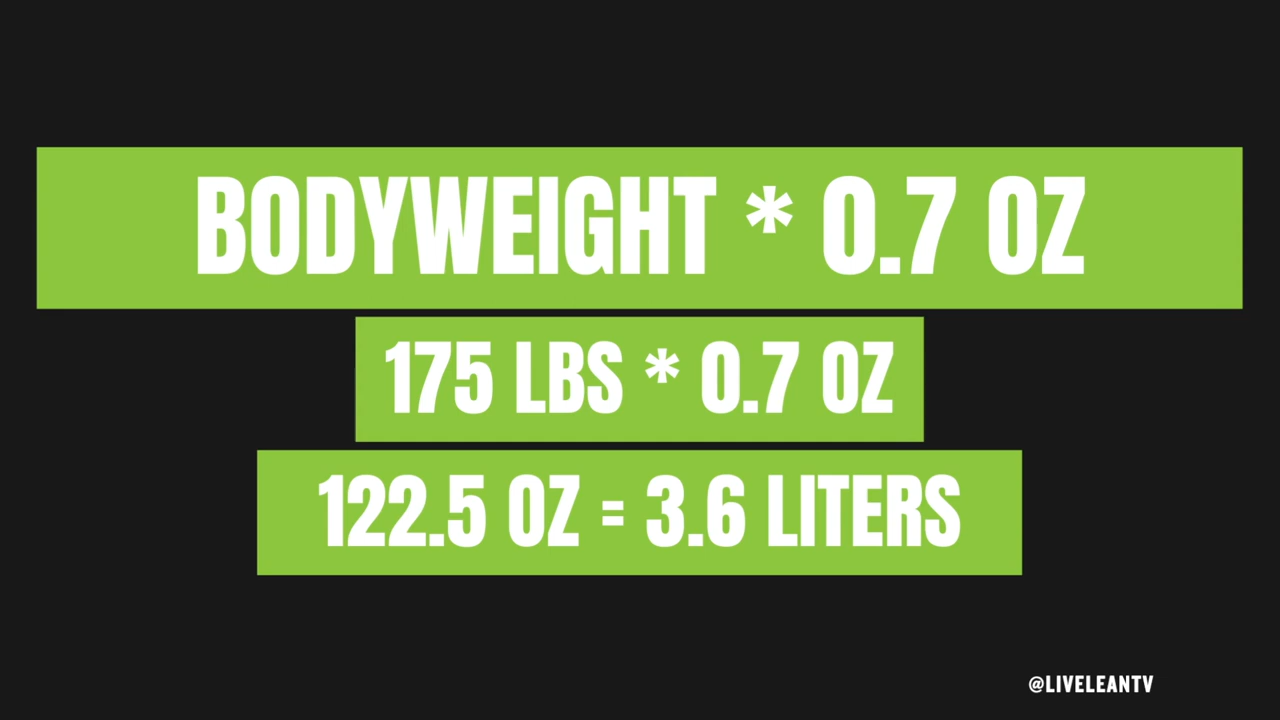 BODYWEIGHT * 0.7 OZ
175 LBS * 0.7 OZ
122.5 OZ = 3.6 LITERS
@LIVELEANTV